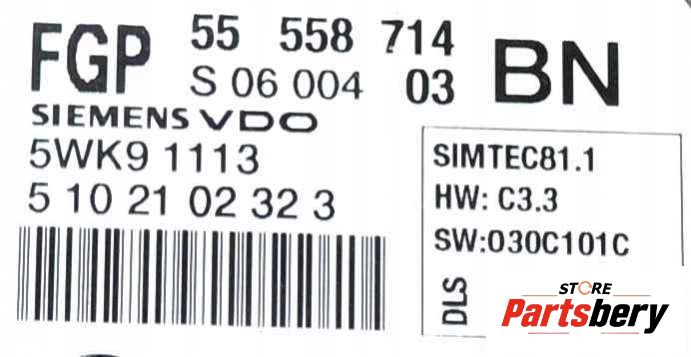 FGP 55 558 714 BN
S 06 004 03
SIEMENS VDO
5WK9 1113
5 10 21 02 32 3
SIMTEC81.1
HW: C3.3
SW:030C101C
DLS
STORE
Partsbery